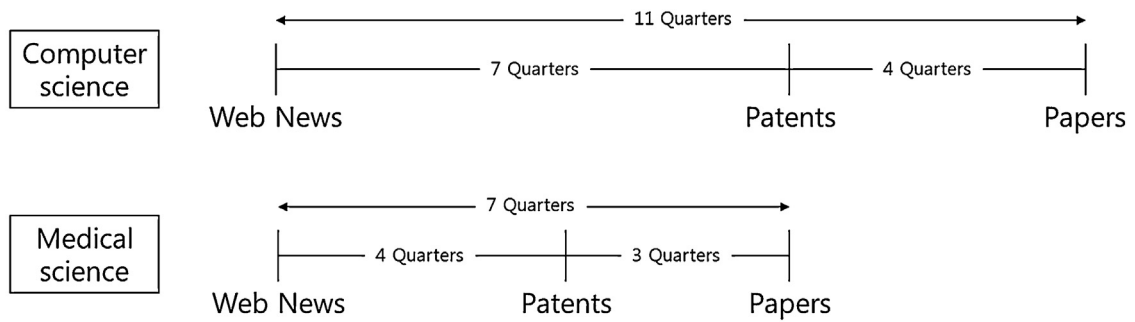 11 Quarters
Computer
science
7 Quarters
4 Quarters
Web News
Patents
Papers
7 Quarters
Medical
science
4 Quarters
3 Quarters
Web News
Patents
Papers